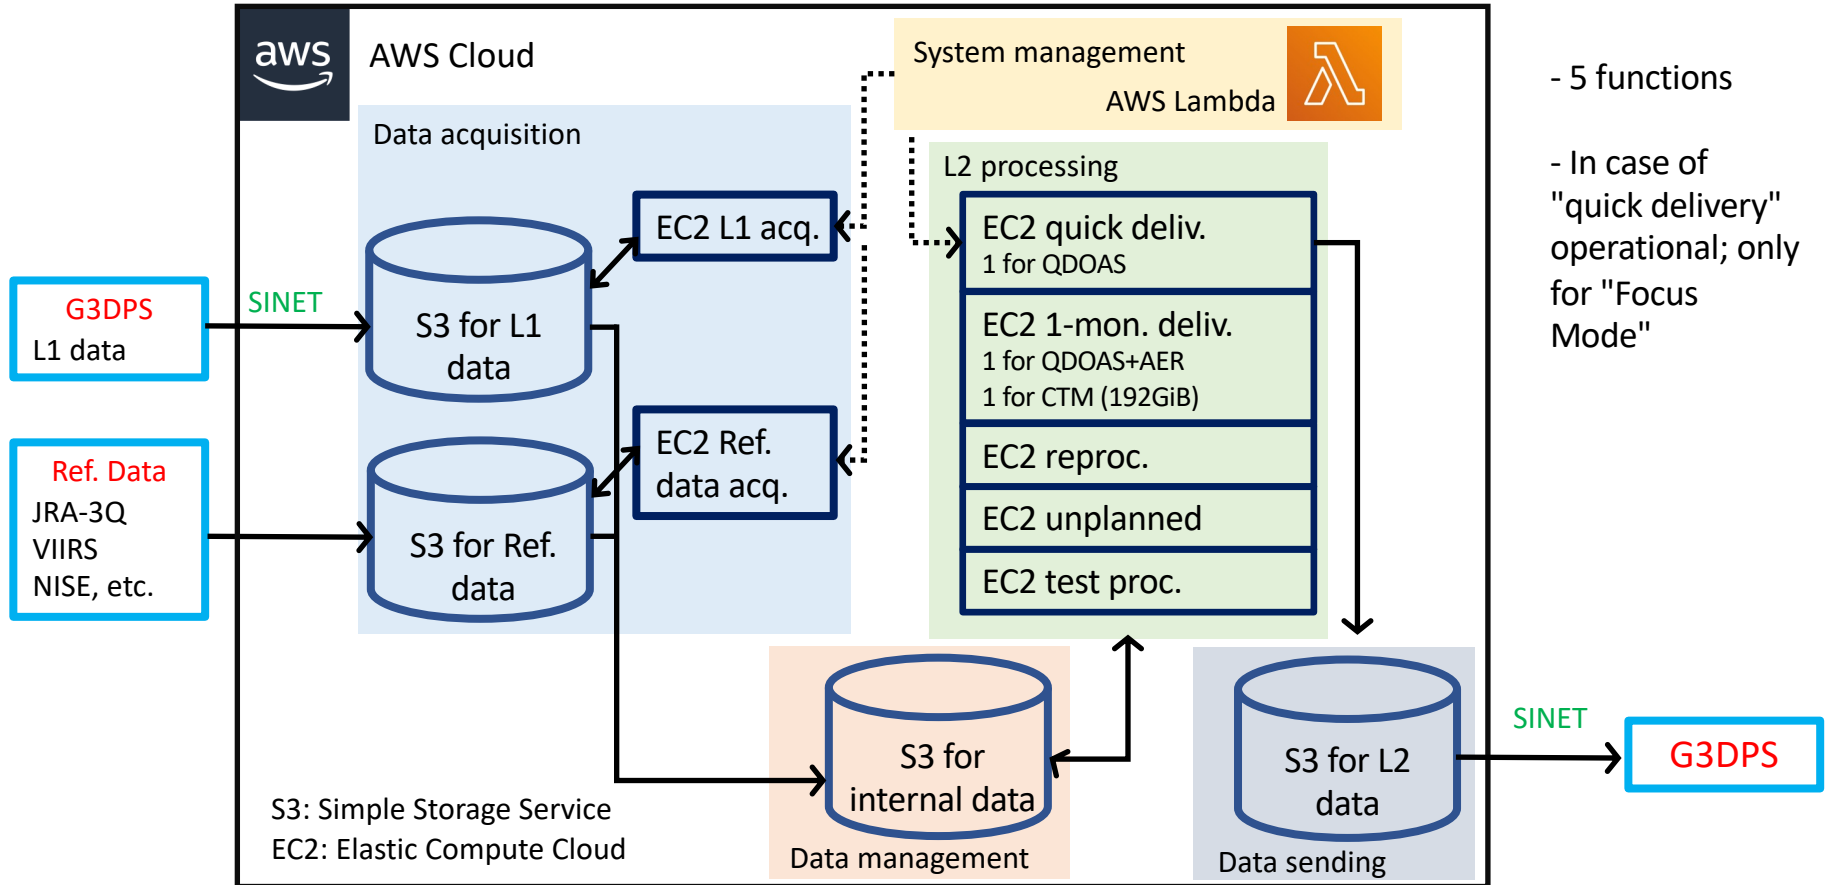 aws
AWS Cloud
System management
AWS Lambda
- 5 functions
- In case of
"quick delivery"
operational; only
for "Focus
Mode"
Data acquisition
EC2 L1 acq.
S3 for L1
data
EC2 Ref.
data acq.
S3 for Ref.
data
G3DPS
L1 data
SINET
Ref. Data
JRA-3Q
VIIRS
NISE, etc.
L2 processing
EC2 quick deliv.
1 for QDOAS
EC2 1-mon. deliv.
1 for QDOAS+AER
1 for CTM (192GiB)
EC2 reproc.
EC2 unplanned
EC2 test proc.
S3 for
internal data
Data management
S3 for L2
data
Data sending
SINET
G3DPS
S3: Simple Storage Service
EC2: Elastic Compute Cloud